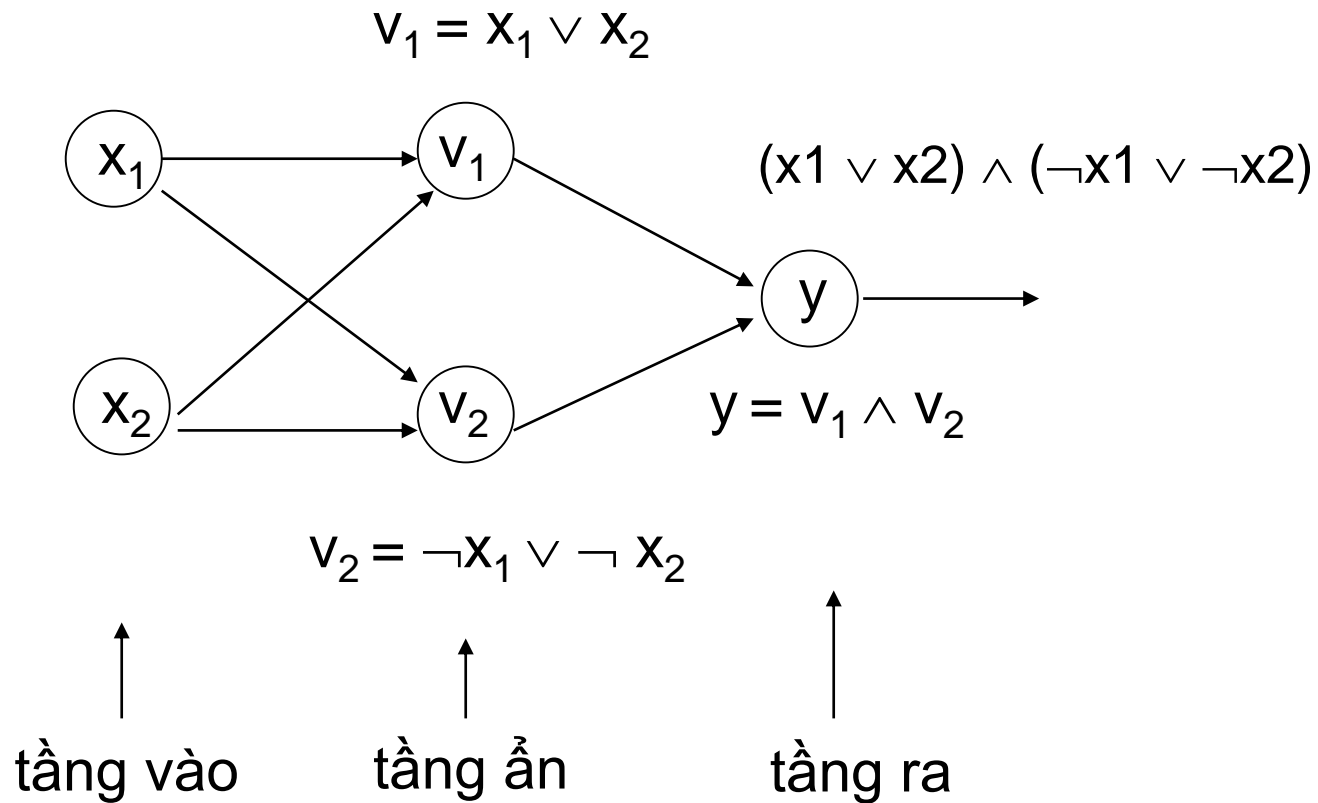 v₁ = x₁ ∨ x₂
x₁
v₁
(x1 ∨ x2) ∧ (¬x1 ∨ ¬x2)
y
x₂
v₂
y = v₁ ∧ v₂
v₂ = ¬x₁ ∨ ¬ x₂
tầng vào
tầng ẩn
tầng ra